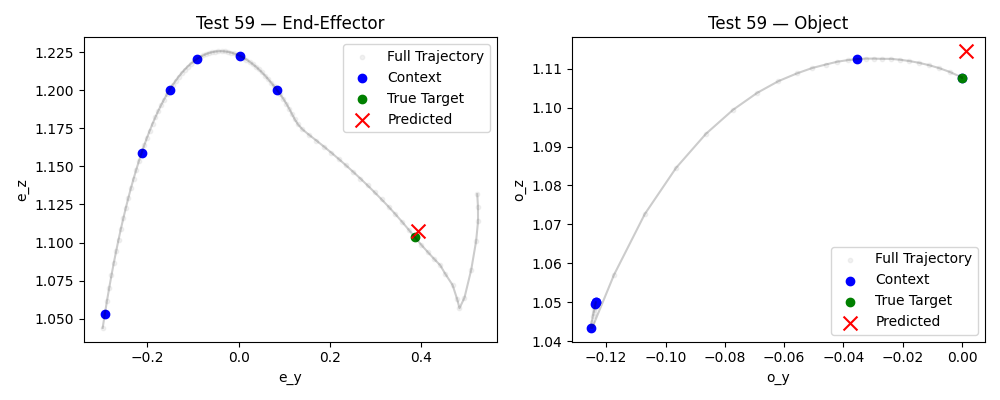 Test 59 — End-Effector
1.225
1.200
1.175
1.150
1.125
1.100
1.075
1.050
e_z
−0.2
0.0
0.2
0.4
e_y
Full Trajectory
Context
True Target
Predicted
Test 59 — Object
1.11
1.10
1.09
1.08
1.07
1.06
1.05
1.04
o_z
−0.12
−0.10
−0.08
−0.06
−0.04
−0.02
0.00
o_y
Full Trajectory
Context
True Target
Predicted